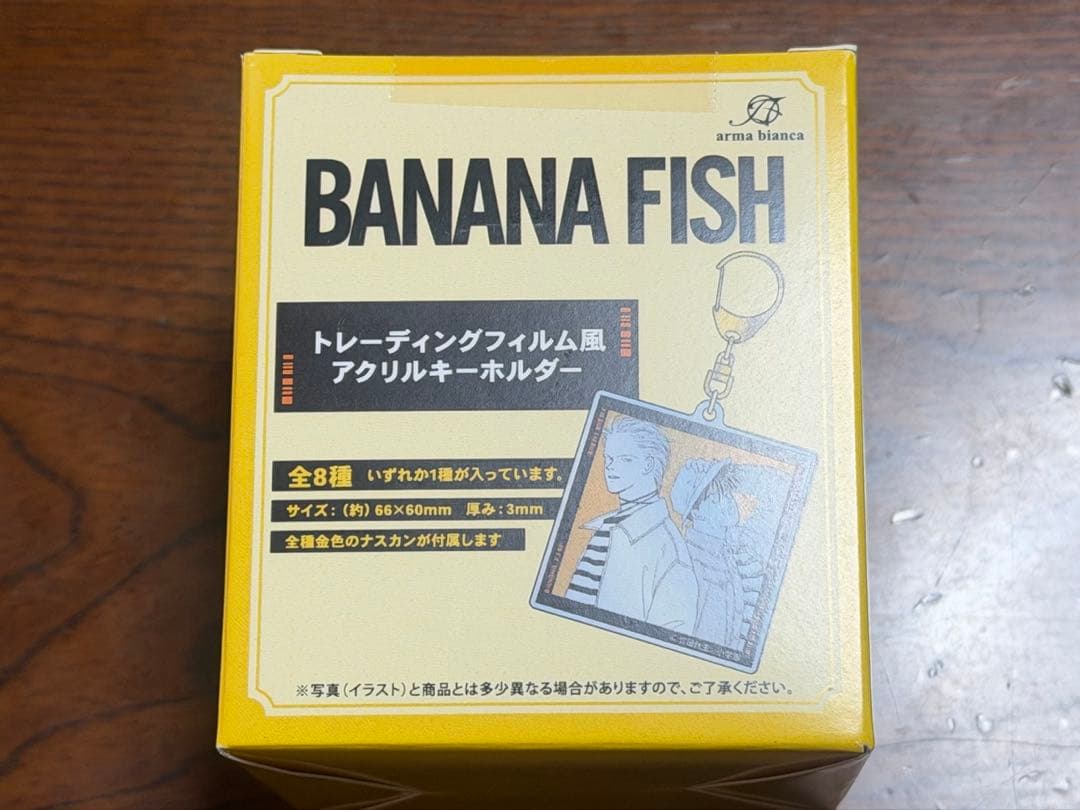 arma bianca
BANANA FISH
トレーディングフィルム風
アクリルキーホルダー
全8種 いずれか1種が入っています。
サイズ：（約）66×60mm 厚み：3mm
全種金色のナスカンが付属します
※写真（イラスト）と商品とは多少異なる場合がありますので、ご了承ください。